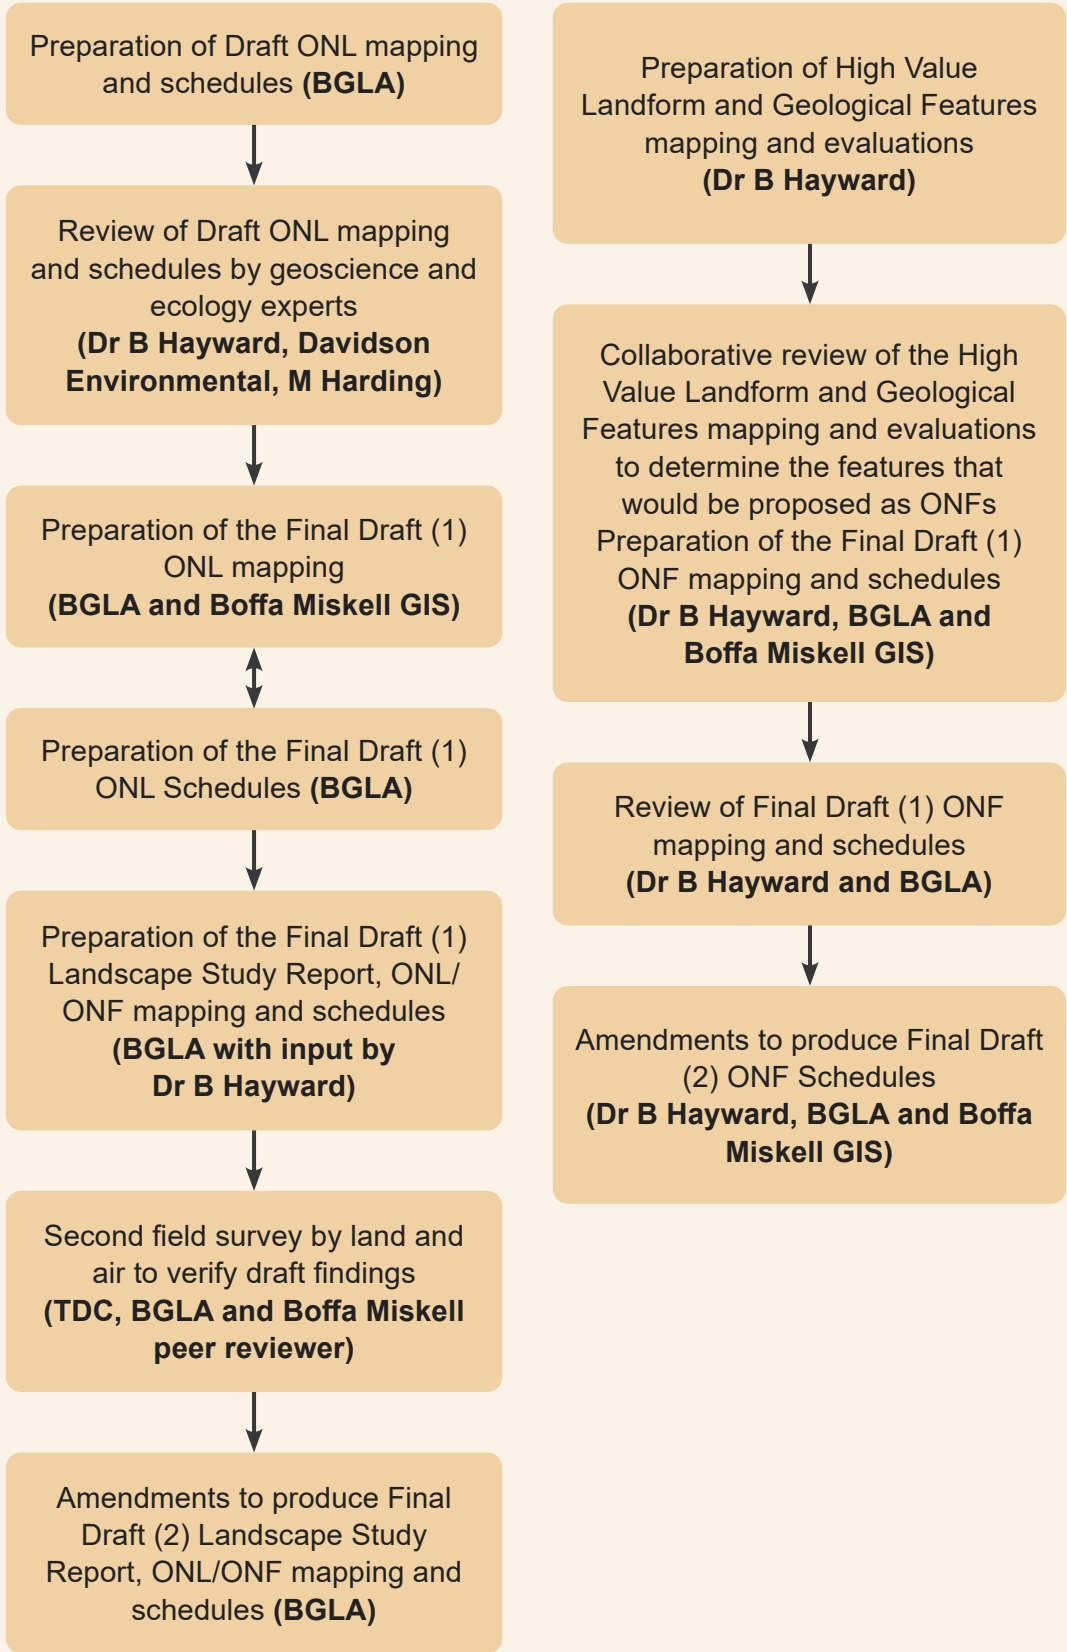 Preparation of Draft ONL mapping
and schedules (BGLA)
Review of Draft ONL mapping
and schedules by geoscience and
ecology experts
(Dr B Hayward, Davidson
Environmental, M Harding)
Preparation of the Final Draft (1)
ONL mapping
(BGLA and Boffa Miskell GIS)
Preparation of the Final Draft (1)
ONL Schedules (BGLA)
Preparation of the Final Draft (1)
Landscape Study Report, ONL/
ONF mapping and schedules
(BGLA with input by
Dr B Hayward)
Second field survey by land and
air to verify draft findings
(TDC, BGLA and Boffa Miskell
peer reviewer)
Amendments to produce Final
Draft (2) Landscape Study
Report, ONL/ONF mapping and
schedules (BGLA)
Preparation of High Value
Landform and Geological Features
mapping and evaluations
(Dr B Hayward)
Collaborative review of the High
Value Landform and Geological
Features mapping and evaluations
to determine the features that
would be proposed as ONFs
Preparation of the Final Draft (1)
ONF mapping and schedules
(Dr B Hayward, BGLA and
Boffa Miskell GIS)
Review of Final Draft (1) ONF
mapping and schedules
(Dr B Hayward and BGLA)
Amendments to produce Final Draft
(2) ONF Schedules
(Dr B Hayward, BGLA and Boffa
Miskell GIS)